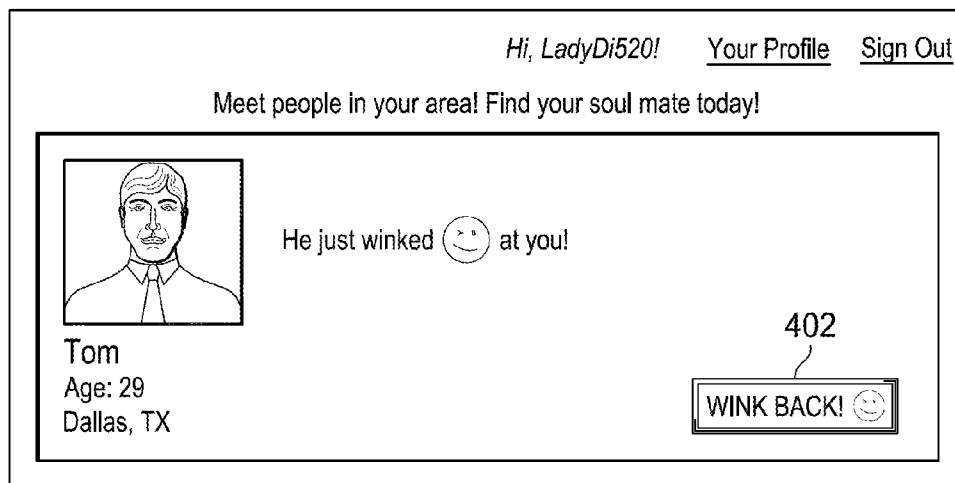 Hi, LadyDi520! Your Profile Sign Out
Meet people in your area! Find your soul mate today!
He just winked at you!
Tom
Age: 29
Dallas, TX
402
WINK BACK!